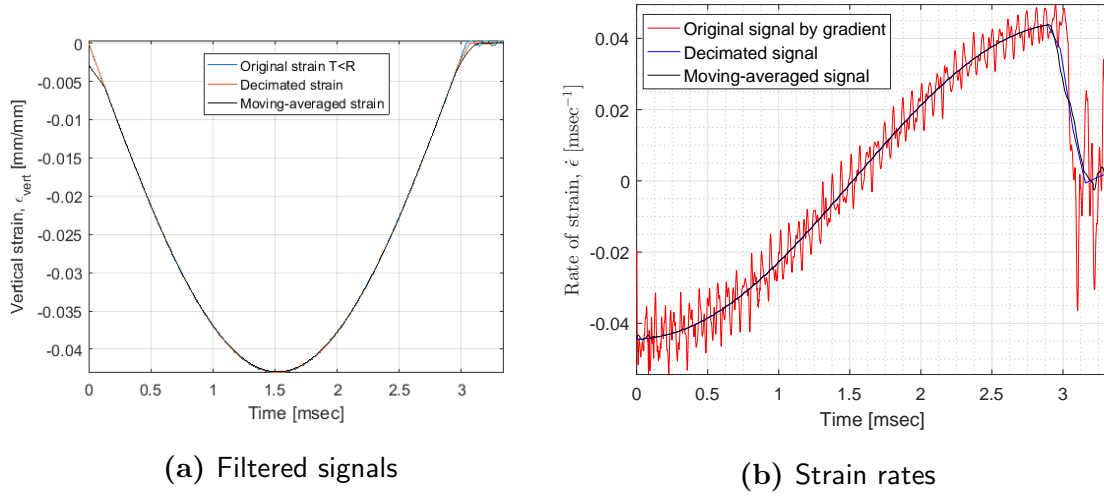 0
-0.005
-0.01
-0.015
-0.02
-0.025
-0.03
-0.035
-0.04
Vertical strain, ϵvert [mm/mm]
Original strain T<R
Decimated strain
Moving-averaged strain
0 0.5 1 1.5 2 2.5 3
Time [msec]
(a) Filtered signals
0.04
0.02
0
-0.02
-0.04
Rate of strain, ϵ̇ [msec⁻¹]
Original signal by gradient
Decimated signal
Moving-averaged signal
0 0.5 1 1.5 2 2.5 3
Time [msec]
(b) Strain rates